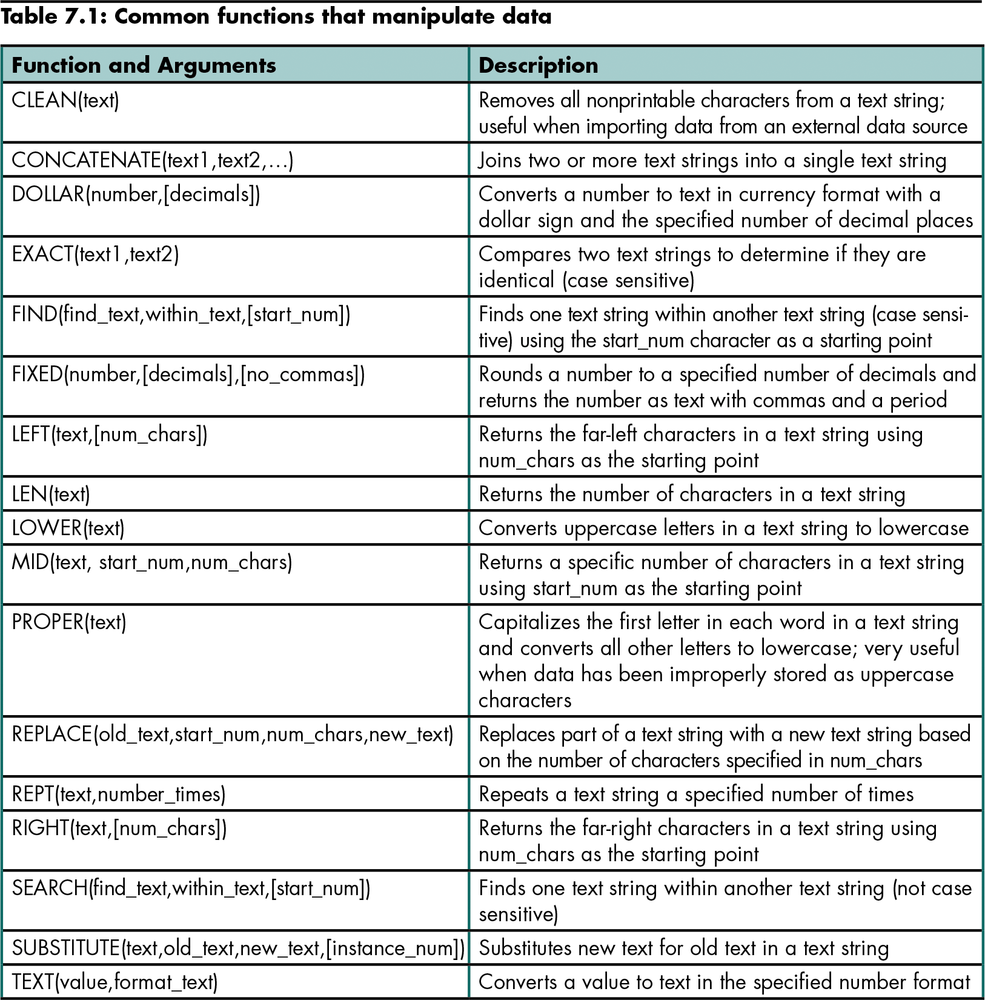 Table 7.1: Common functions that manipulate data
Function and Arguments
Description
CLEAN(text)
Removes all nonprintable characters from a text string;
useful when importing data from an external data source
CONCATENATE(text1,text2,…)
Joins two or more text strings into a single text string
DOLLAR(number,[decimals])
Converts a number to text in currency format with a
dollar sign and the specified number of decimal places
EXACT(text1,text2)
Compares two text strings to determine if they are
identical (case sensitive)
FIND(find_text,within_text,[start_num])
Finds one text string within another text string (case sensi-
tive) using the start_num character as a starting point
FIXED(number,[decimals],[no_commas])
Rounds a number to a specified number of decimals and
returns the number as text with commas and a period
LEFT(text,[num_chars])
Returns the far-left characters in a text string using
num_chars as the starting point
LEN(text)
Returns the number of characters in a text string
LOWER(text)
Converts uppercase letters in a text string to lowercase
MID(text, start_num,num_chars)
Returns a specific number of characters in a text string
using start_num as the starting point
PROPER(text)
Capitalizes the first letter in each word in a text string
and converts all other letters to lowercase; very useful
when data has been improperly stored as uppercase
characters
REPLACE(old_text,start_num,num_chars,new_text)
Replaces part of a text string with a new text string based
on the number of characters specified in num_chars
REPT(text,number_times)
Repeats a text string a specified number of times
RIGHT(text,[num_chars])
Returns the far-right characters in a text string using
num_chars as the starting point
SEARCH(find_text,within_text,[start_num])
Finds one text string within another text string (not case
sensitive)
SUBSTITUTE(text,old_text,new_text,[instance_num])
Substitutes new text for old text in a text string
TEXT(value,format_text)
Converts a value to text in the specified number format